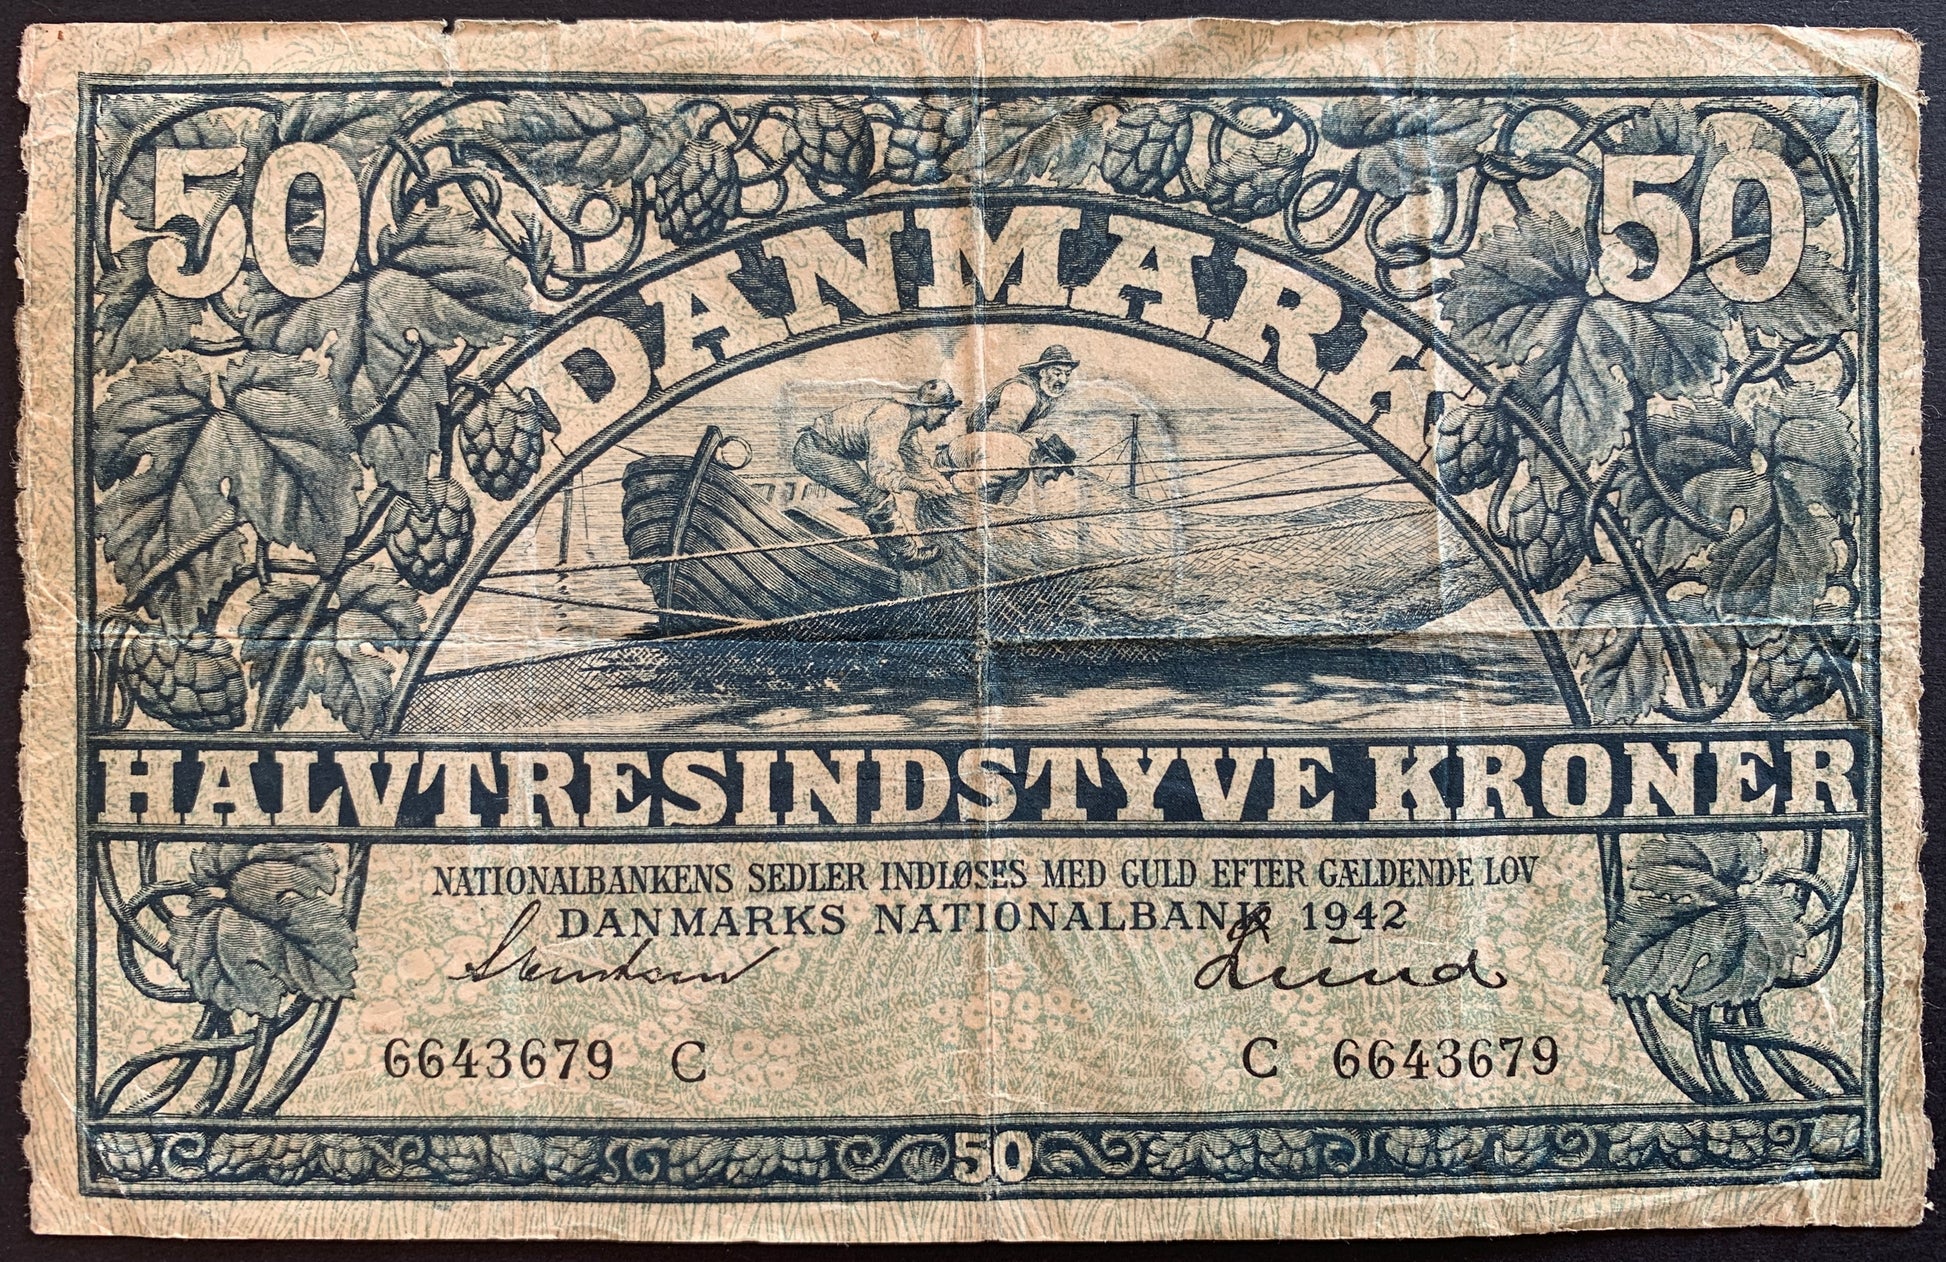 50 50
DANMARK
HALVTRESINDSTYVE KRONER
NATIONALBANKENS SEDLER INDLØSES MED GULD EFTER GÆLDENDE LOV
DANMARKS NATIONALBANK 1942
Svendsen Lund
6643679 C C 6643679
50